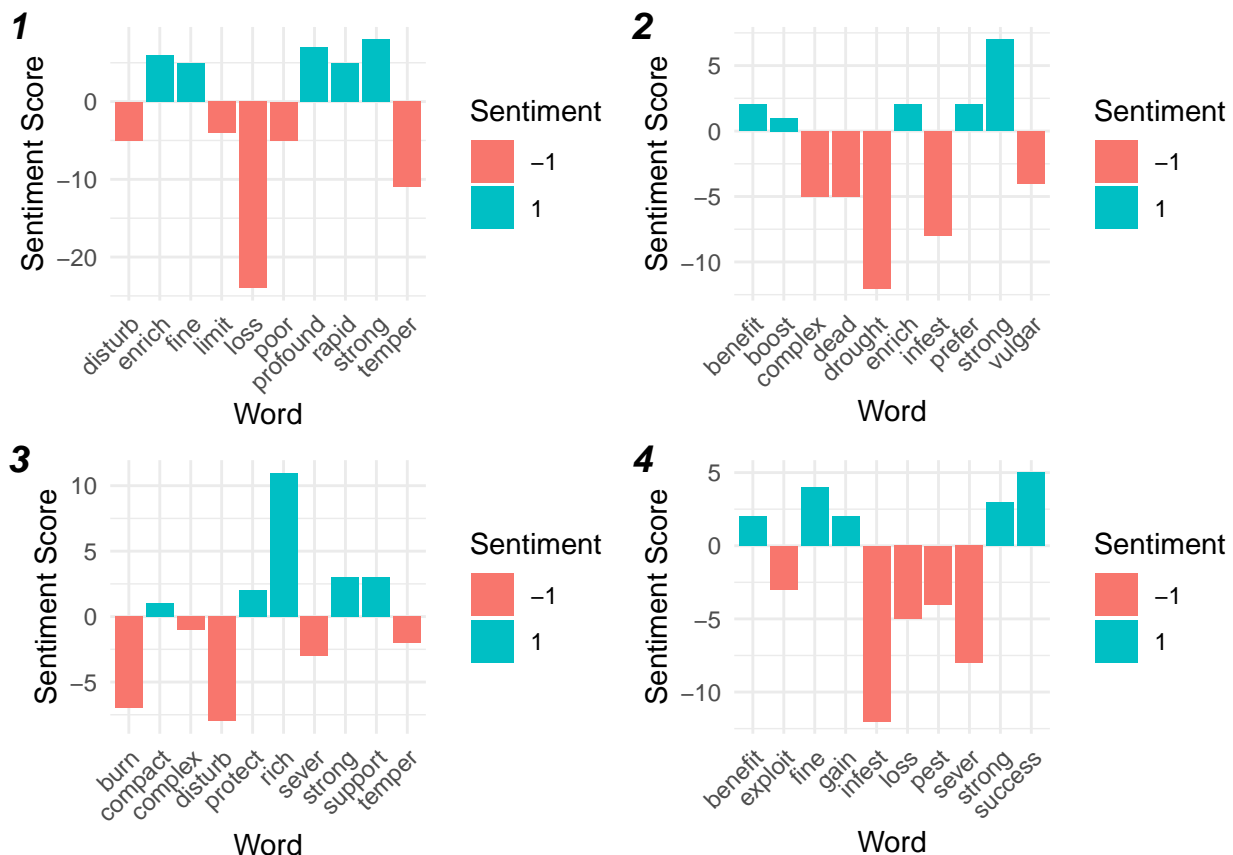 1
Sentiment Score
0
−10
−20
disturb
enrich
fine
limit
loss
poor
profound
rapid
strong
temper
Word
Sentiment
−1
1
2
Sentiment Score
5
0
−5
−10
benefit
boost
complex
dead
drought
enrich
infest
prefer
strong
vulgar
Word
Sentiment
−1
1
3
Sentiment Score
10
5
0
−5
burn
compact
complex
disturb
protect
rich
sever
strong
support
temper
Word
Sentiment
−1
1
4
Sentiment Score
5
0
−5
−10
benefit
exploit
fine
gain
infest
loss
pest
sever
strong
success
Word
Sentiment
−1
1